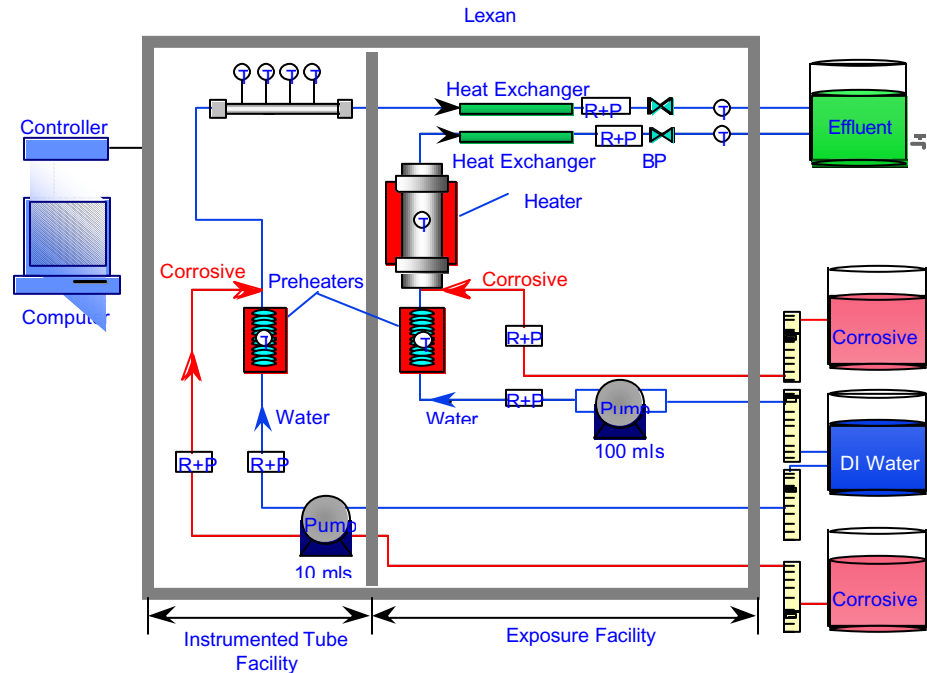 Lexan
T T T T
Heat Exchanger
R+P
T
Controller
Effluent
R+P
T
Heat Exchanger
BP
Heater
T
Corrosive
Preheaters
Corrosive
Computer
R+P
Corrosive
T
T
Water
R+P
Water
Pump
100 mls
R+P
R+P
DI Water
Pump
10 mls
Corrosive
Instrumented Tube
Facility
Exposure Facility